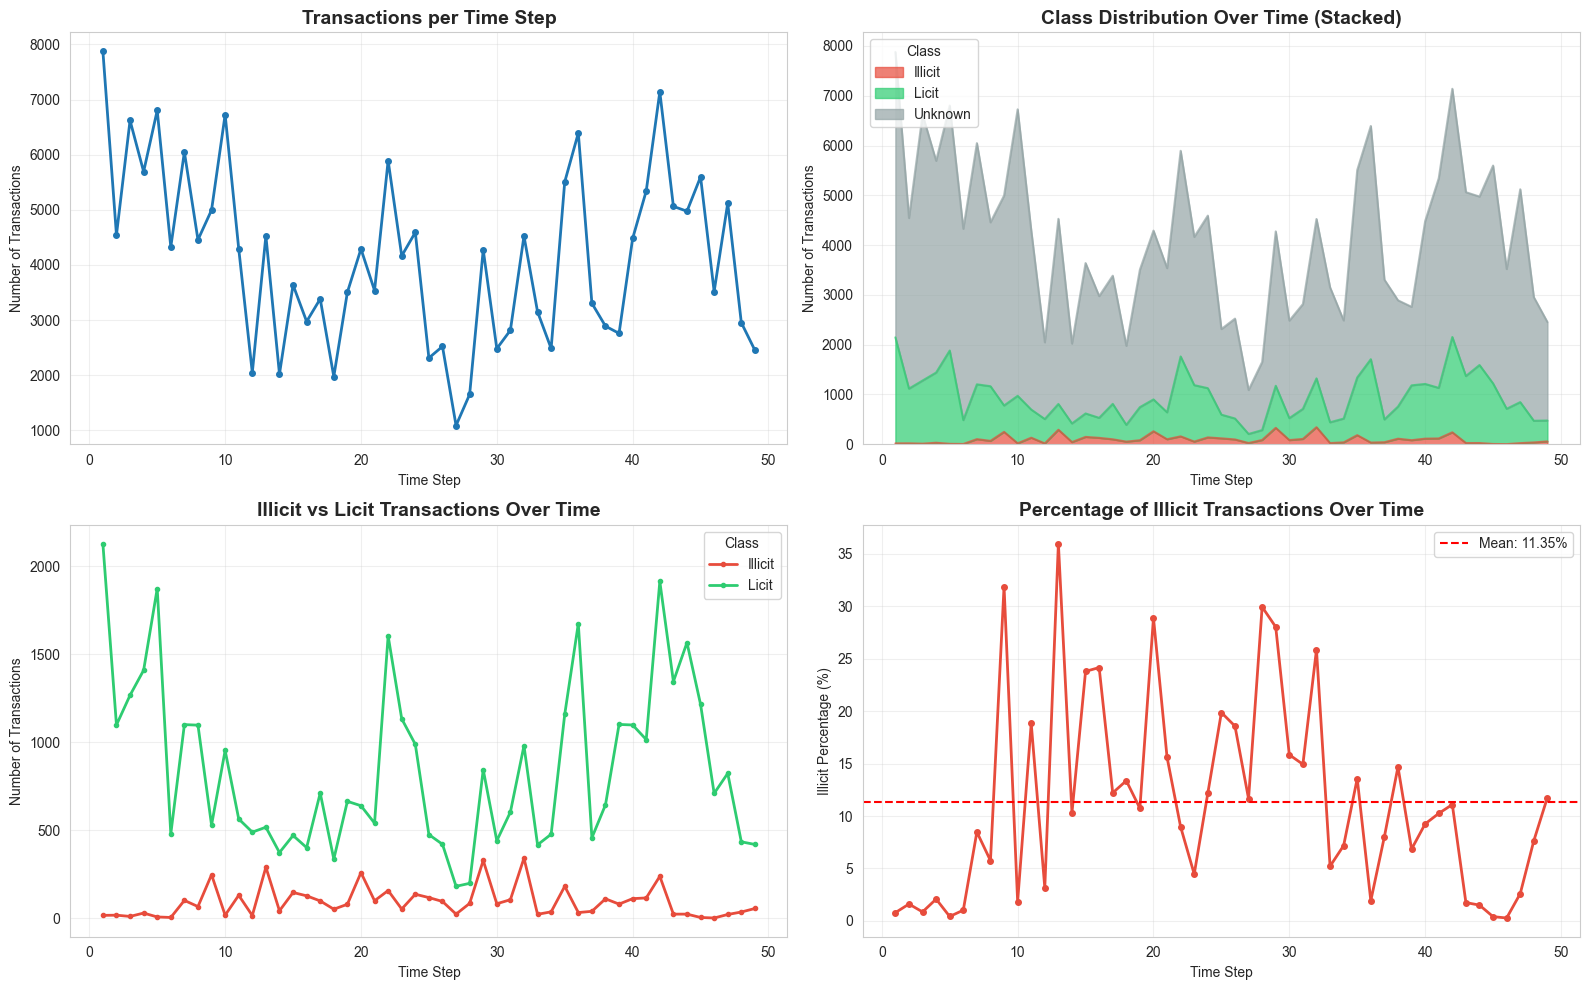 Transactions per Time Step
Number of Transactions
8000
7000
6000
5000
4000
3000
2000
1000
0 10 20 30 40 50
Time Step
Class Distribution Over Time (Stacked)
Number of Transactions
8000
7000
6000
5000
4000
3000
2000
1000
0
Class
Illicit
Licit
Unknown
0 10 20 30 40 50
Time Step
Illicit vs Licit Transactions Over Time
Number of Transactions
2000
1500
1000
500
0
Class
Illicit
Licit
0 10 20 30 40 50
Time Step
Percentage of Illicit Transactions Over Time
Illicit Percentage (%)
35
30
25
20
15
10
5
0
Mean: 11.35%
0 10 20 30 40 50
Time Step